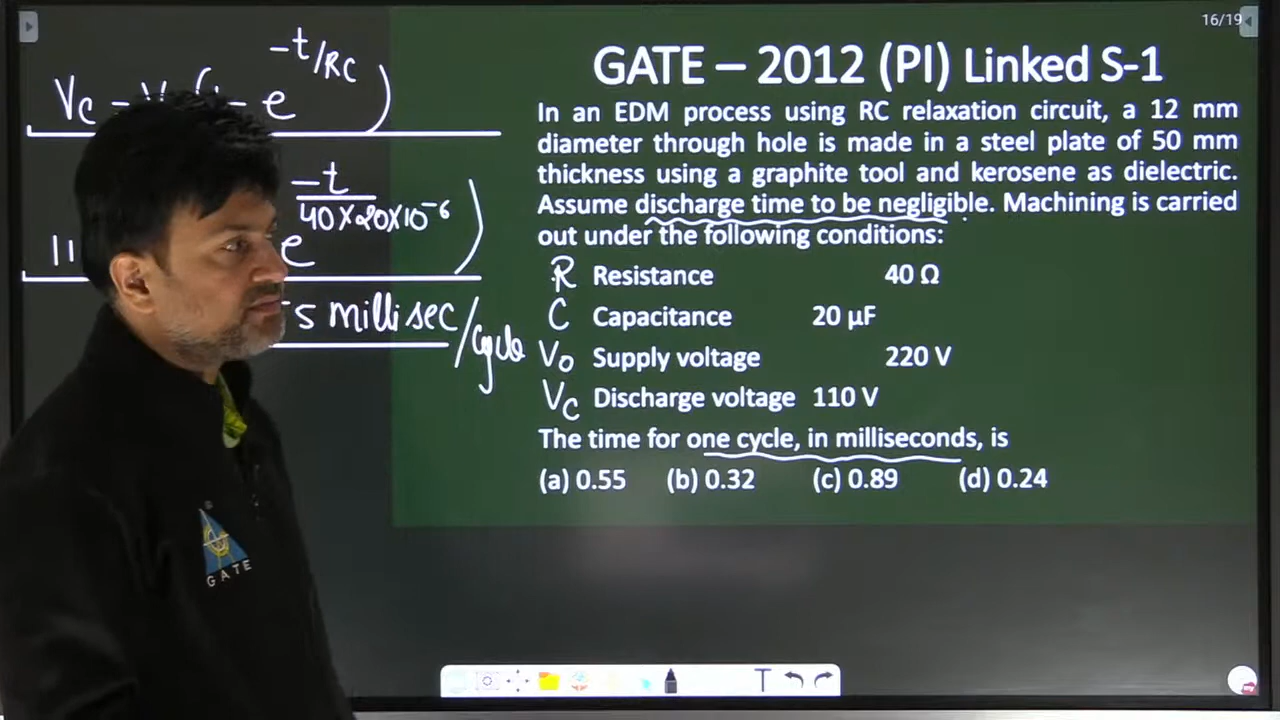 16/19
-t/RC
Vc = V (1 - e )
-t
40×20×10⁻⁶
11 e )
5 millisec/cycle
GATE – 2012 (PI) Linked S-1
In an EDM process using RC relaxation circuit, a 12 mm
diameter through hole is made in a steel plate of 50 mm
thickness using a graphite tool and kerosene as dielectric.
Assume discharge time to be negligible. Machining is carried
out under the following conditions:
R Resistance 40 Ω
C Capacitance 20 µF
V₀ Supply voltage 220 V
Vc Discharge voltage 110 V
The time for one cycle, in milliseconds, is
(a) 0.55 (b) 0.32 (c) 0.89 (d) 0.24
GATE
T